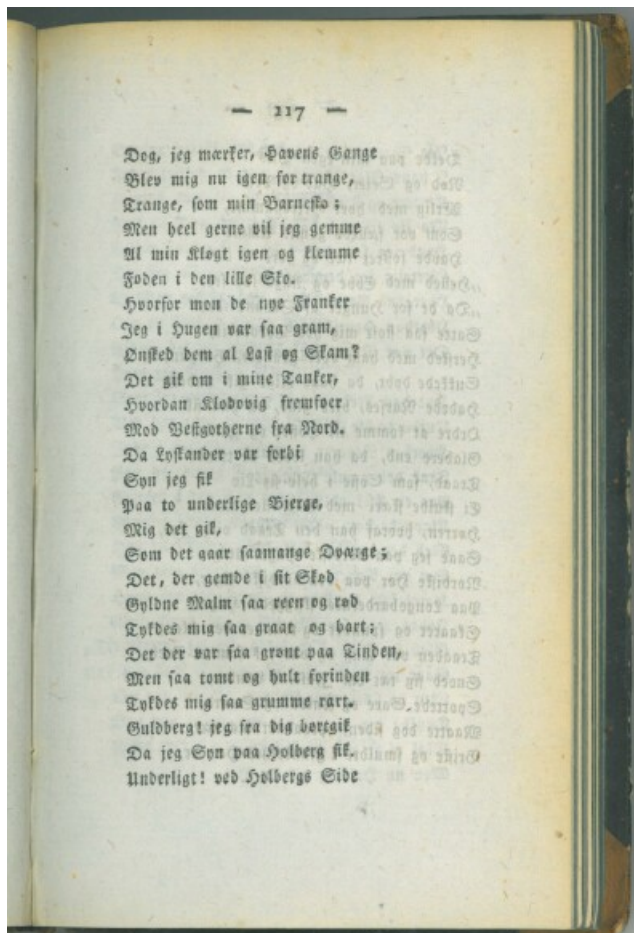 — 117 —
Dog, jeg mærker, Havens Gange
Blev mig nu igen for trange,
Trange, som min Barnesko;
Men heel gerne vil jeg gemme
Al min Kløgt igen og klemme
Foden i den lille Sko.
Hvorfor mon de nye Franker
Jeg i Hugen var saa gram,
Ønsked dem al Last og Skam?
Det gik om i mine Tanker,
Hvordan Klodovig fremfoer
Mod Vestgotherne fra Nord.
Da Lyskander var forbi
Syn jeg fik
Paa to underlige Bjerge,
Mig det gik,
Som det gaar saamange Dværge;
Det, der gemde i sit Skød
Gyldne Malm saa reen og rød
Tykdes mig saa graat og bart;
Det der var saa grønt paa Tinden,
Men saa tomt og hult forinden
Tykdes mig saa grumme rart.
Guldberg! jeg fra dig bortgik
Da jeg Syn paa Holberg fik.
Underligt! ved Holbergs Side